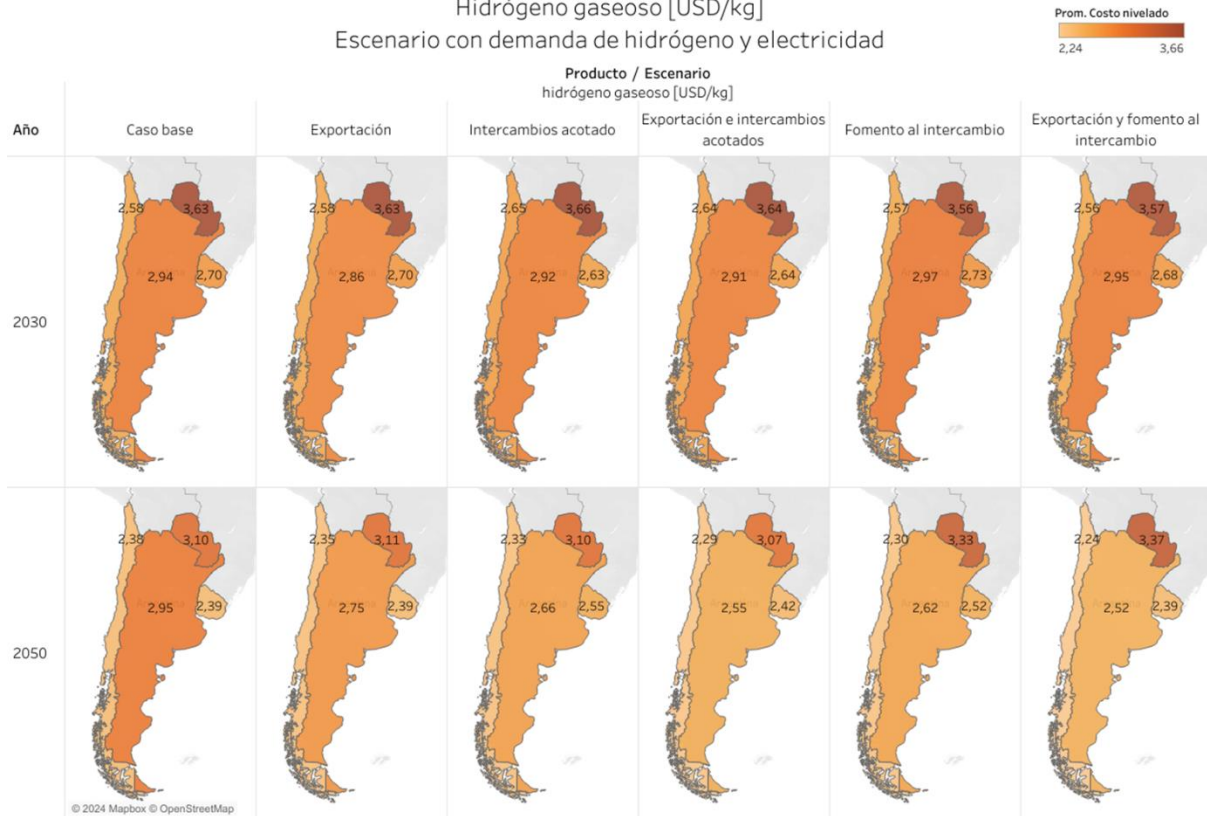 Hidrógeno gaseoso [USD/kg]
Escenario con demanda de hidrógeno y electricidad
Prom. Costo nivelado
2,24 3,66
Producto / Escenario
hidrógeno gaseoso [USD/kg]
Año Caso base Exportación Intercambios acotado Exportación e intercambios acotados Fomento al intercambio Exportación y fomento al intercambio
2,58 3,63 2,58 3,63 2,65 3,66 2,64 3,64 2,57 3,56 2,56 3,57
2,94 2,70 2,86 2,70 2,92 2,63 2,91 2,64 2,97 2,73 2,95 2,68
2030
2,38 3,10 2,35 3,11 2,33 3,10 2,29 3,07 2,30 3,33 2,24 3,37
2,95 2,39 2,75 2,39 2,66 2,55 2,55 2,42 2,62 2,52 2,52 2,39
2050
© 2024 Mapbox © OpenStreetMap